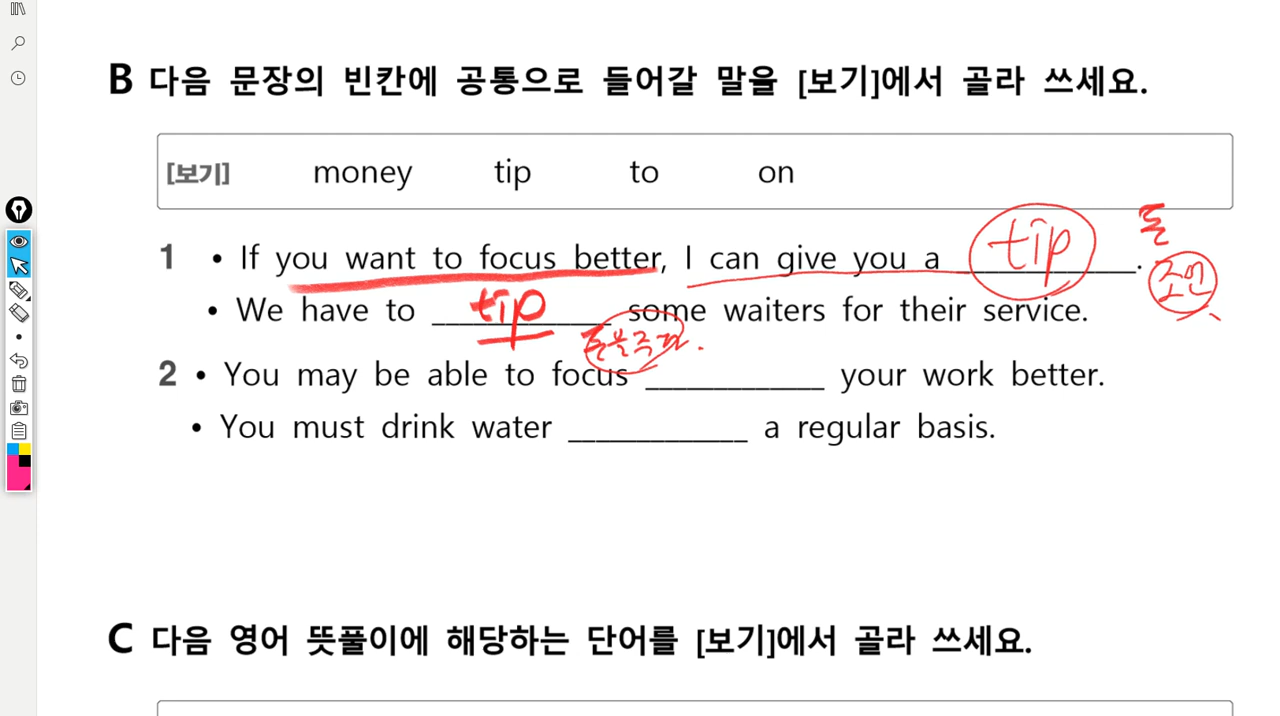 B 다음 문장의 빈칸에 공통으로 들어갈 말을 [보기]에서 골라 쓰세요.
[보기] money tip to on
1 • If you want to focus better, I can give you a tip. 돈
조언
• We have to tip some waiters for their service.
돈을주다.
2 • You may be able to focus ____________ your work better.
• You must drink water ____________ a regular basis.
C 다음 영어 뜻풀이에 해당하는 단어를 [보기]에서 골라 쓰세요.